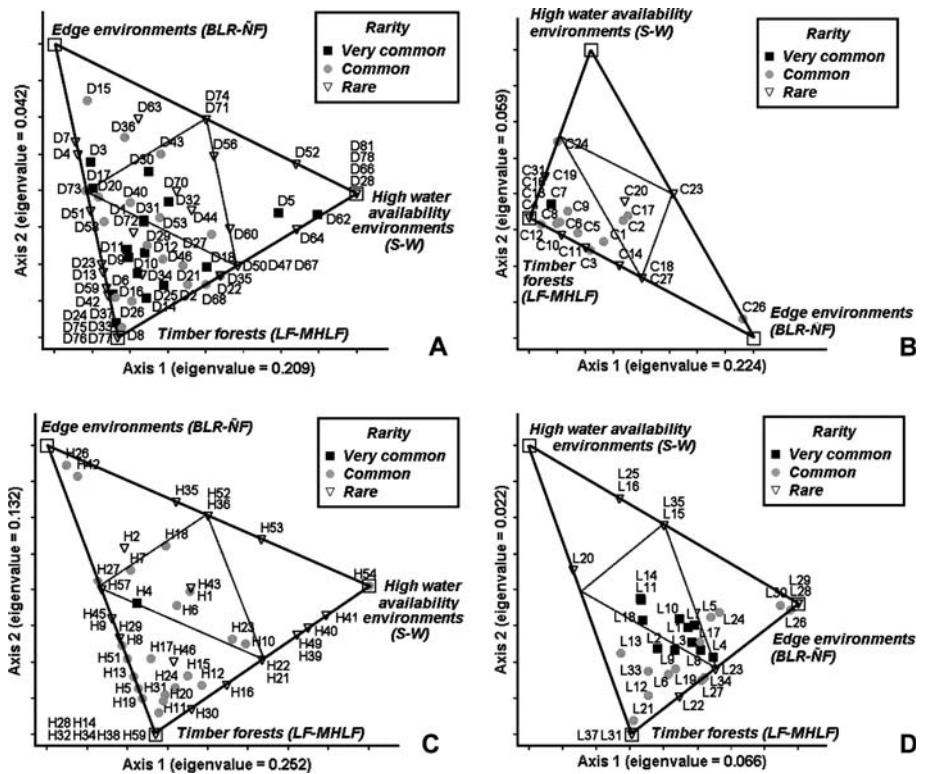 Edge environments (BLR-ÑF)
Rarity
Very common
Common
Rare
D15
D63
D74
D71
D36
D7
D4
D3
D43
D56
D30
D52
D81
D78
D66
D28
D17
D73
D20
D70
D40
D32
D5
High water
availability
environments
(S-W)
D51
D1
D31
D44
D62
D58
D72
D53
D29
D60
D64
D11
D12
D27
D9
D10
D46
D18
D23
D50 D47 D67
D13
D34
D35
D59
D6
D16
D21
D22
D42
D25
D2
D68
D14
D24
D37
D26
D75
D33
D76
D77
D8
Timber forests (LF-MHLF)
A
Axis 1 (eigenvalue = 0.209)
Axis 2 (eigenvalue = 0.042)
High water availability
environments (S-W)
Rarity
Very common
Common
Rare
C24
C31
C19
C20
C23
C7
C9
C17
C8
C2
C12
C6
C5
C1
C10
C11
C3
C14
C18
C27
Timber
forests
(LF-MHLF)
C26
Edge environments
(BLR-ÑF)
B
Axis 1 (eigenvalue = 0.224)
Axis 2 (eigenvalue = 0.059)
Edge environments (BLR-ÑF)
Rarity
Very common
Common
Rare
H26
H42
H35
H52
H36
H2
H18
H53
H7
H27
H57
H43
H1
H54
High water
availability
environments
(S-W)
H4
H6
H45
H9
H29
H8
H41
H23
H40
H17
H10
H49
H39
H51
H46
H22
H21
H13
H15
H24
H12
H5
H31
H16
H19
H20
H11
H30
H28 H14
H32 H34 H38 H59
Timber forests (LF-MHLF)
C
Axis 1 (eigenvalue = 0.252)
Axis 2 (eigenvalue = 0.132)
High water availability
environments (S-W)
Rarity
Very common
Common
Rare
L25
L16
L35
L15
L20
L14
L11
L29
L28
L30
L26
L10
L5
L24
L18
L1
L7
L17
L13
L2
L3
L4
L9
L8
L23
Edge environments
(BLR-ÑF)
L33
L6
L19
L34
L12
L27
L21
L22
L37 L31
Timber forests (LF-MHLF)
D
Axis 1 (eigenvalue = 0.066)
Axis 2 (eigenvalue = 0.022)